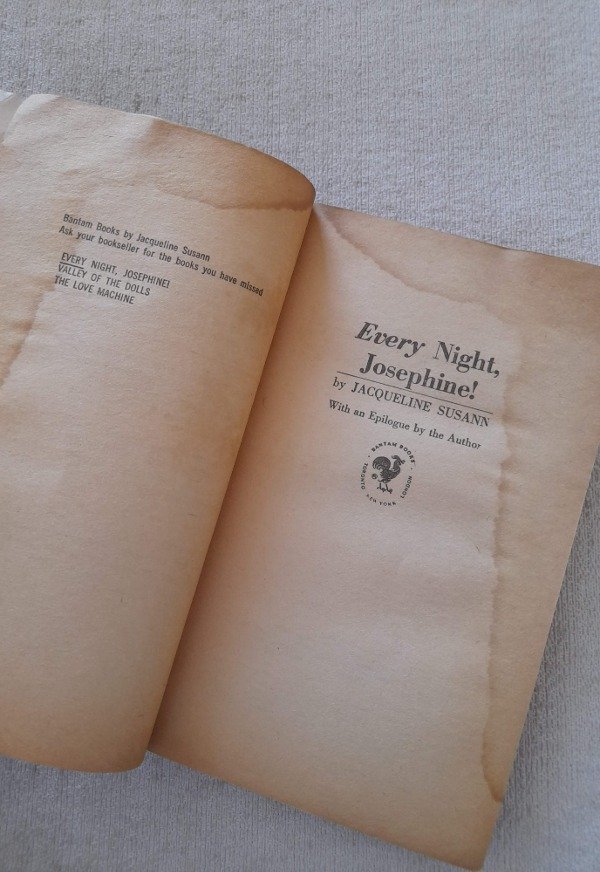 Bantam Books by Jacqueline Susann
Ask your bookseller for the books you have missed
EVERY NIGHT, JOSEPHINE!
VALLEY OF THE DOLLS
THE LOVE MACHINE
Every Night,
Josephine!
by JACQUELINE SUSANN
With an Epilogue by the Author
BANTAM BOOKS
TORONTO · NEW YORK · LONDON